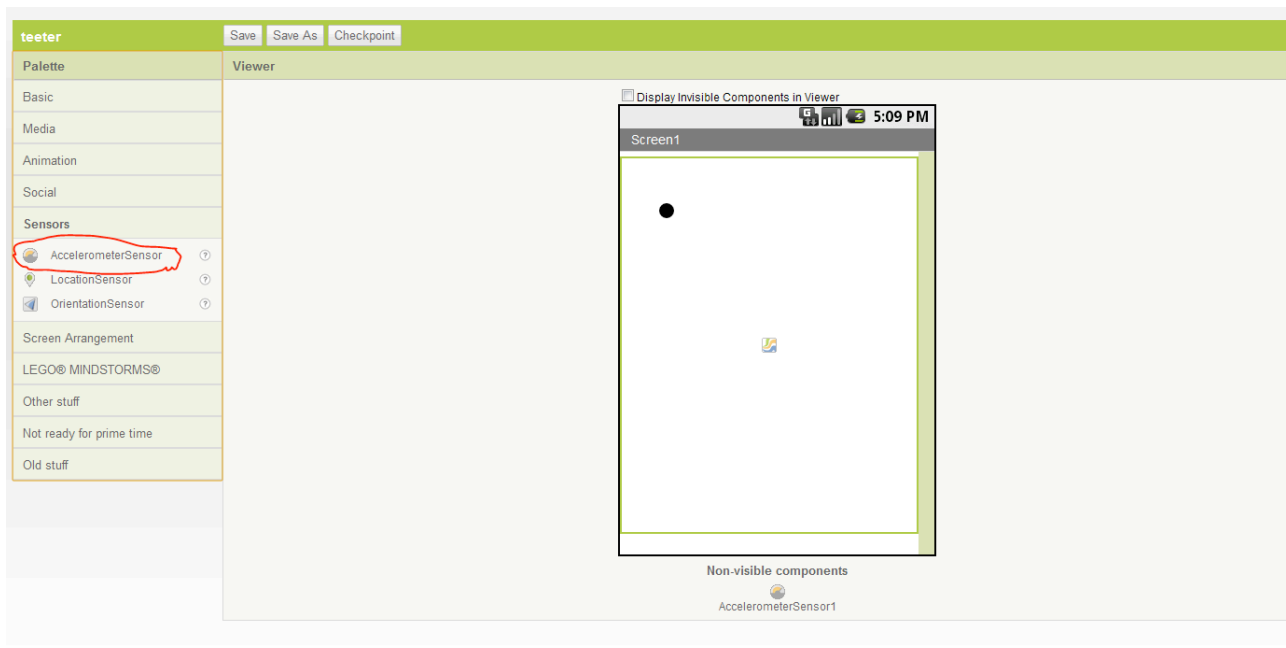 teeter
Save Save As Checkpoint
Palette
Viewer
Basic
Media
Animation
Social
Sensors
AccelerometerSensor ?
LocationSensor ?
OrientationSensor ?
Screen Arrangement
LEGO® MINDSTORMS®
Other stuff
Not ready for prime time
Old stuff
Display Invisible Components in Viewer
G 5:09 PM
Screen1
Non-visible components
AccelerometerSensor1